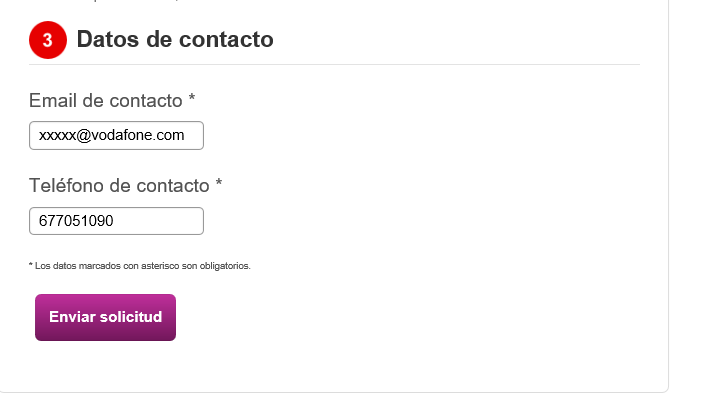 3 Datos de contacto
Email de contacto *
xxxxx@vodafone.com
Teléfono de contacto *
677051090
* Los datos marcados con asterisco son obligatorios.
Enviar solicitud